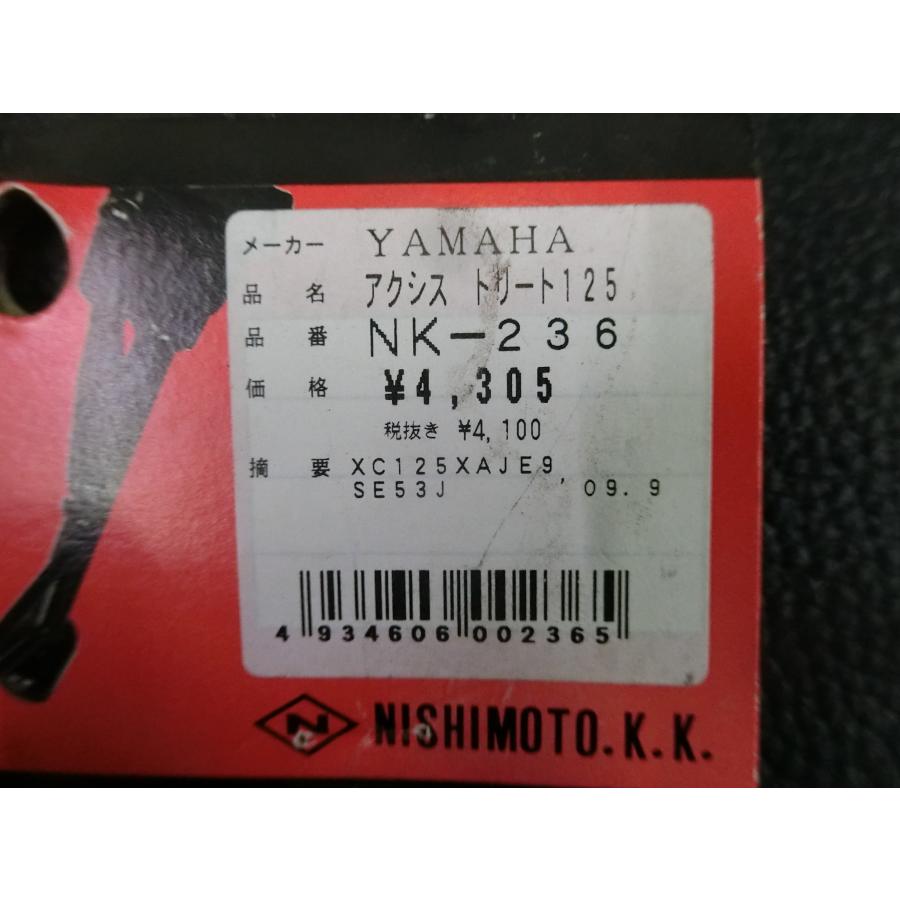 メーカー YAMAHA
品名 アクシス トリート125
品番 NK-236
価格 ¥4,305
税抜き ¥4,100
摘要 XC125XAJE9
SE53J ,09.9
4 934606 002365
N NISHIMOTO.K.K.